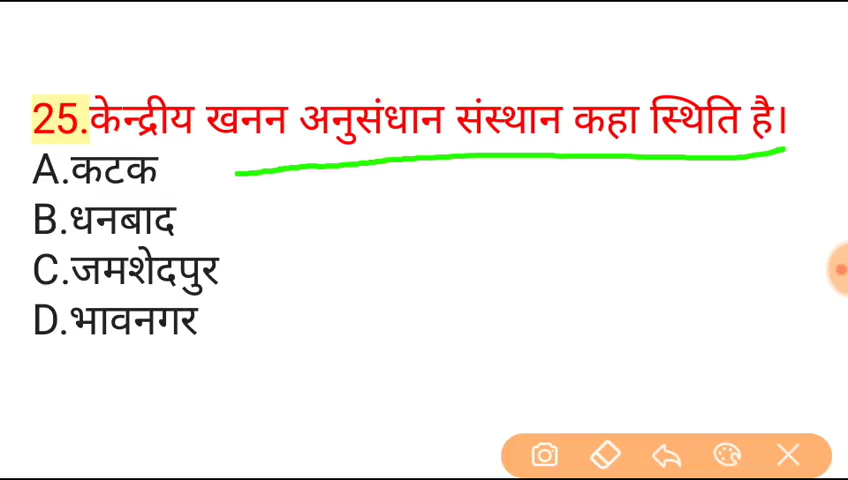 25.केन्द्रीय खनन अनुसंधान संस्थान कहा स्थिति है।
A.कटक
B.धनबाद
C.जमशेदपुर
D.भावनगर